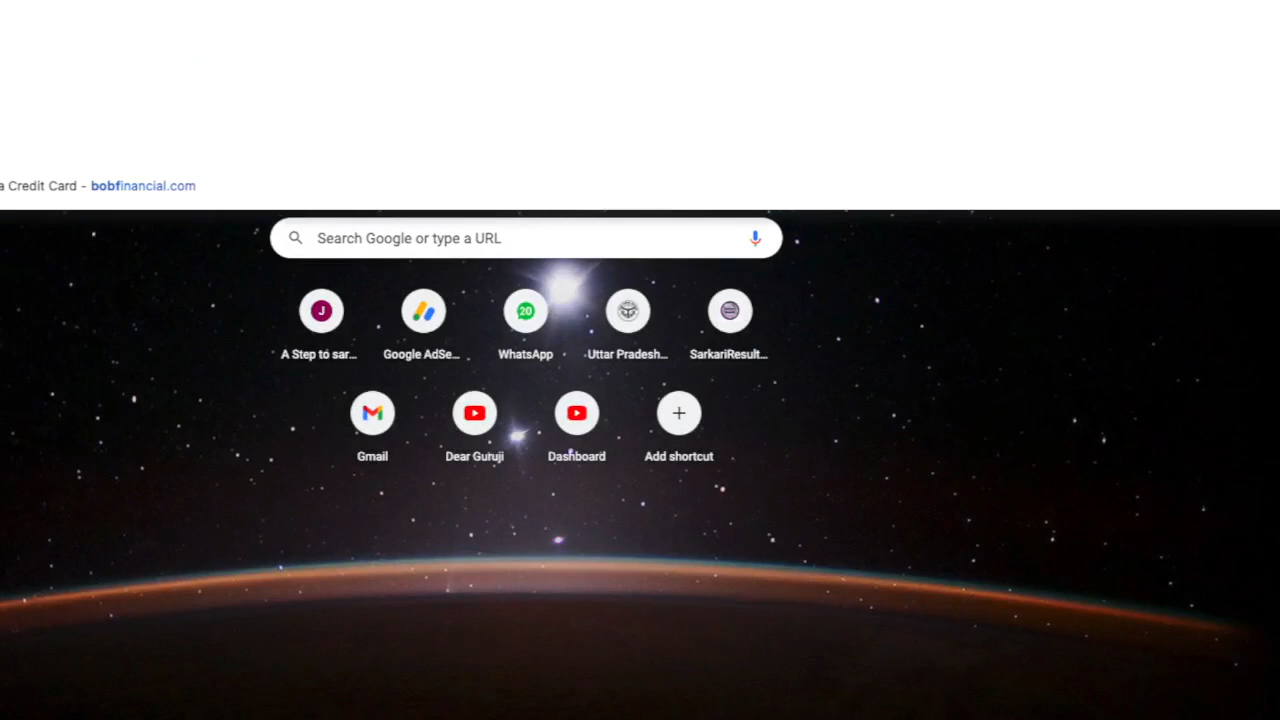 a Credit Card - bobfinancial.com
Search Google or type a URL
J
20
A Step to sar... Google AdSe... WhatsApp Uttar Pradesh... SarkariResult...
Gmail Dear Guruji Dashboard Add shortcut